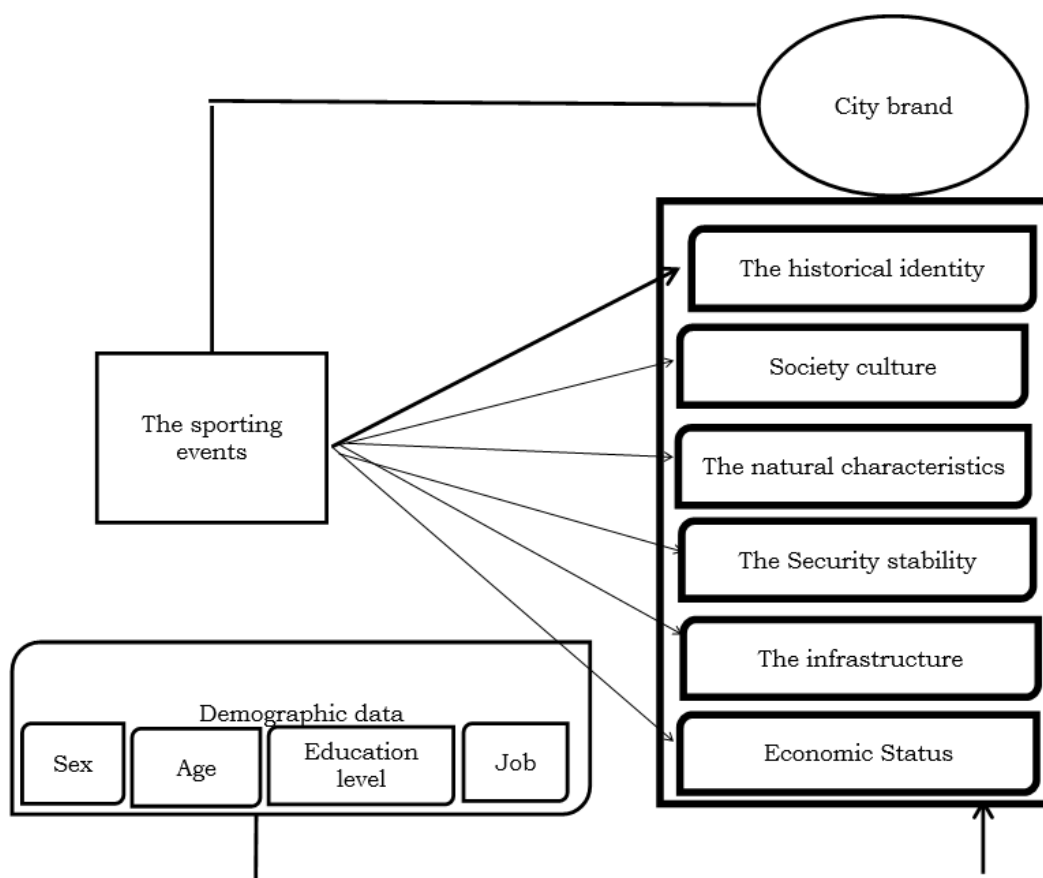 City brand
The historical identity
Society culture
The sporting
events
The natural characteristics
The Security stability
The infrastructure
Economic Status
Demographic data
Sex
Age
Education
level
Job